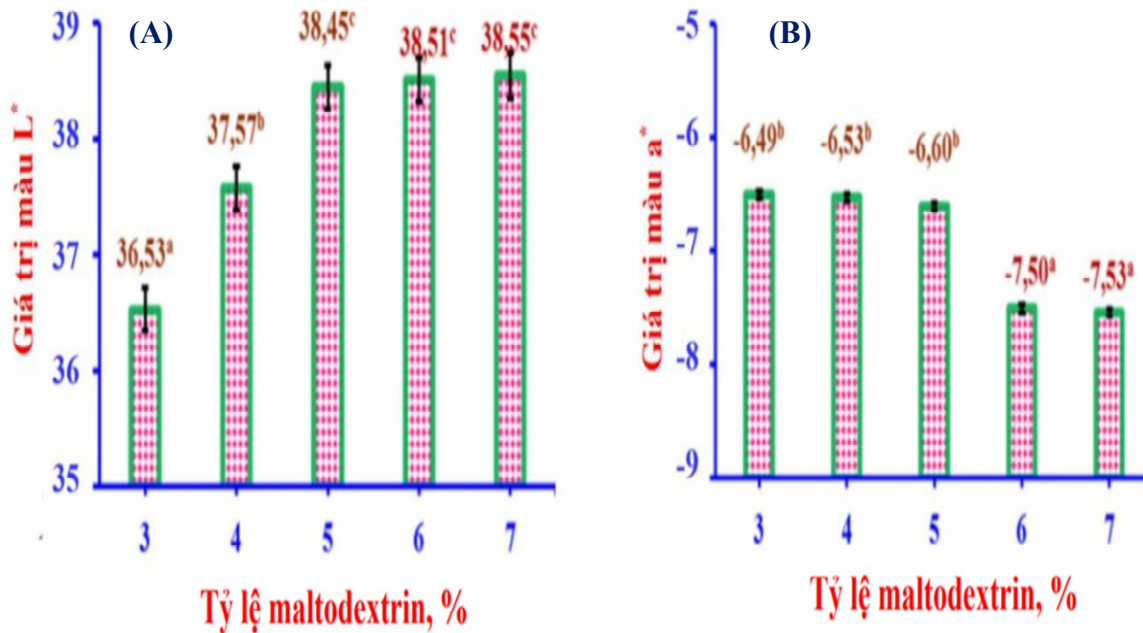 (A)
Giá trị màu L*
39
38
37
36
35
36,53ᵃ
37,57ᵇ
38,45ᶜ
38,51ᶜ
38,55ᶜ
3 4 5 6 7
Tỷ lệ maltodextrin, %
(B)
Giá trị màu a*
-5
-6
-7
-8
-9
-6,49ᵇ
-6,53ᵇ
-6,60ᵇ
-7,50ᵃ
-7,53ᵃ
3 4 5 6 7
Tỷ lệ maltodextrin, %